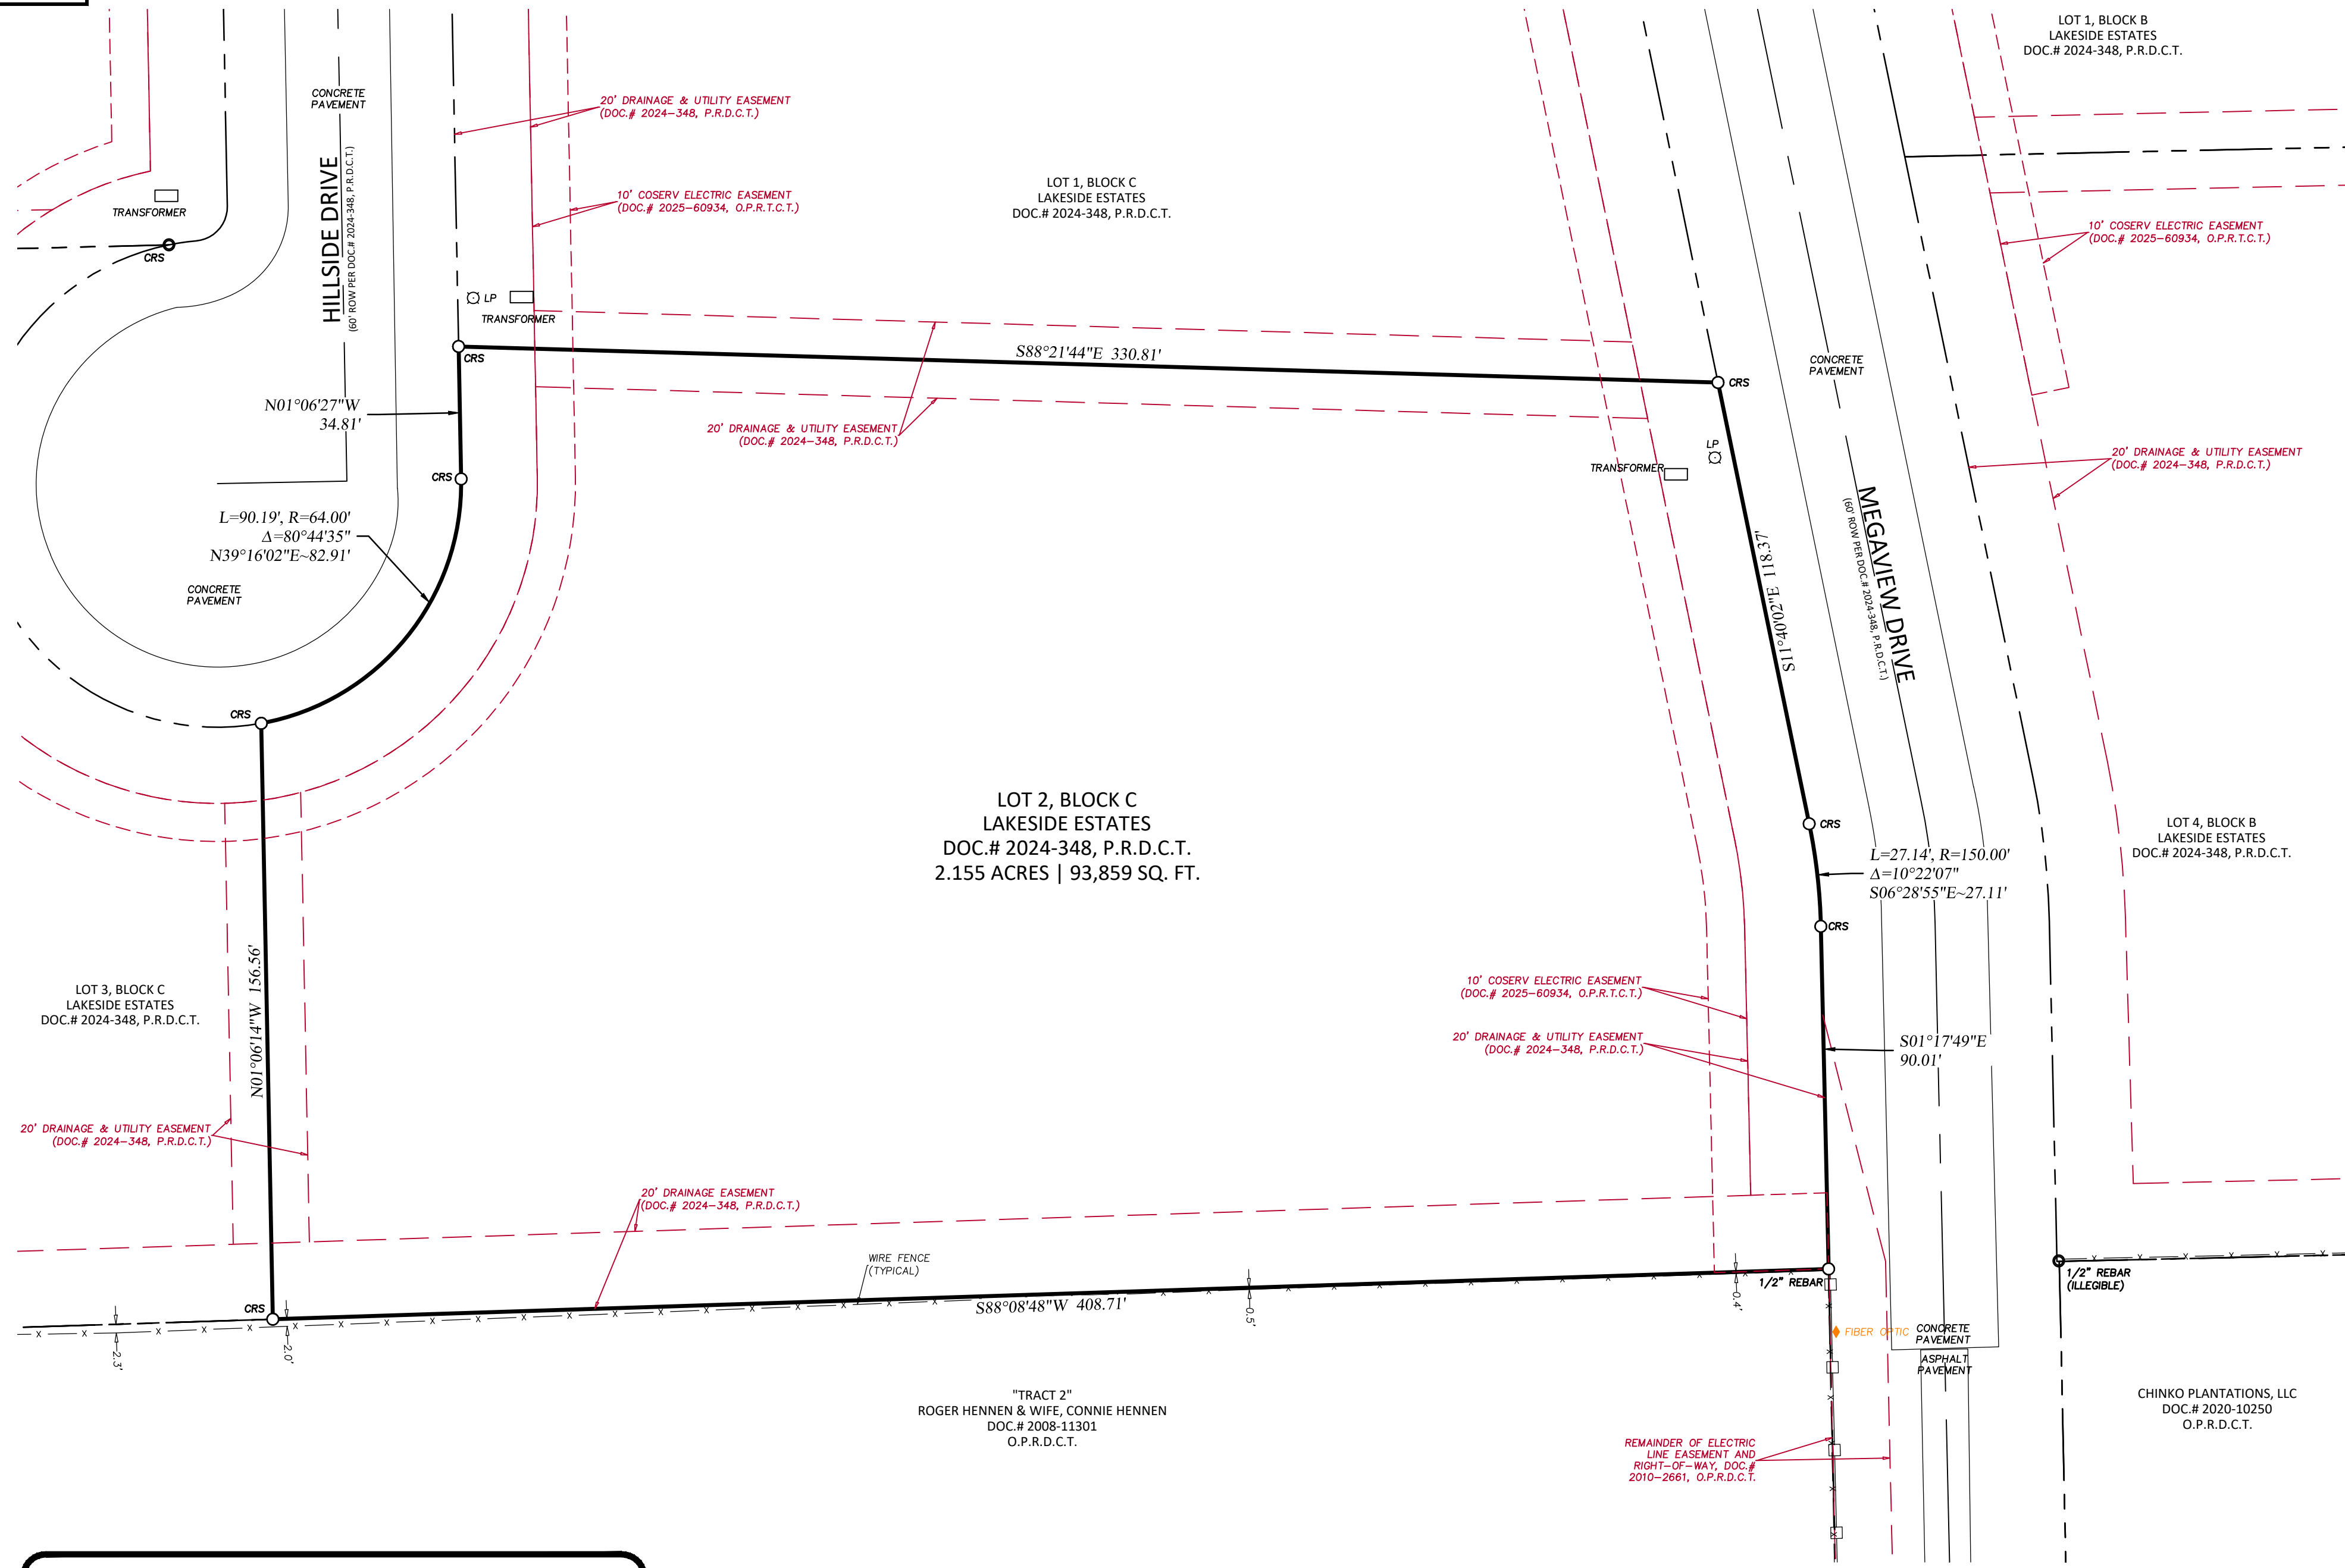 LOT 1, BLOCK B
LAKESIDE ESTATES
DOC.# 2024-348, P.R.D.C.T.
CONCRETE
PAVEMENT
20' DRAINAGE & UTILITY EASEMENT
(DOC.# 2024-348, P.R.D.C.T.)
HILLSIDE DRIVE
(60' ROW PER DOC.# 2024-348, P.R.D.C.T.)
TRANSFORMER
CRS
10' COSERV ELECTRIC EASEMENT
(DOC.# 2025-60934, O.P.R.T.C.T.)
LOT 1, BLOCK C
LAKESIDE ESTATES
DOC.# 2024-348, P.R.D.C.T.
10' COSERV ELECTRIC EASEMENT
(DOC.# 2025-60934, O.P.R.T.C.T.)
LP
TRANSFORMER
CRS
S88°21'44"E 330.81'
CRS
CONCRETE
PAVEMENT
N01°06'27"W
34.81'
20' DRAINAGE & UTILITY EASEMENT
(DOC.# 2024-348, P.R.D.C.T.)
LP
TRANSFORMER
20' DRAINAGE & UTILITY EASEMENT
(DOC.# 2024-348, P.R.D.C.T.)
CRS
L=90.19', R=64.00'
Δ=80°44'35"
N39°16'02"E~82.91'
CONCRETE
PAVEMENT
S11°40'02"E 118.37'
MEGAVIEW DRIVE
(60' ROW PER DOC.# 2024-348, P.R.D.C.T.)
CRS
LOT 2, BLOCK C
LAKESIDE ESTATES
DOC.# 2024-348, P.R.D.C.T.
2.155 ACRES | 93,859 SQ. FT.
CRS
L=27.14', R=150.00'
Δ=10°22'07"
S06°28'55"E~27.11'
CRS
LOT 4, BLOCK B
LAKESIDE ESTATES
DOC.# 2024-348, P.R.D.C.T.
LOT 3, BLOCK C
LAKESIDE ESTATES
DOC.# 2024-348, P.R.D.C.T.
N01°06'14"W 156.56'
10' COSERV ELECTRIC EASEMENT
(DOC.# 2025-60934, O.P.R.T.C.T.)
20' DRAINAGE & UTILITY EASEMENT
(DOC.# 2024-348, P.R.D.C.T.)
S01°17'49"E
90.01'
20' DRAINAGE & UTILITY EASEMENT
(DOC.# 2024-348, P.R.D.C.T.)
20' DRAINAGE EASEMENT
(DOC.# 2024-348, P.R.D.C.T.)
WIRE FENCE
(TYPICAL)
CRS
S88°08'48"W 408.71'
1/2" REBAR
1/2" REBAR
(ILLEGIBLE)
2.3'
2.0'
0.5'
0.4'
FIBER OPTIC
CONCRETE
PAVEMENT
ASPHALT
PAVEMENT
"TRACT 2"
ROGER HENNEN & WIFE, CONNIE HENNEN
DOC.# 2008-11301
O.P.R.D.C.T.
CHINKO PLANTATIONS, LLC
DOC.# 2020-10250
O.P.R.D.C.T.
REMAINDER OF ELECTRIC
LINE EASEMENT AND
RIGHT-OF-WAY, DOC.#
2010-2661, O.P.R.D.C.T.